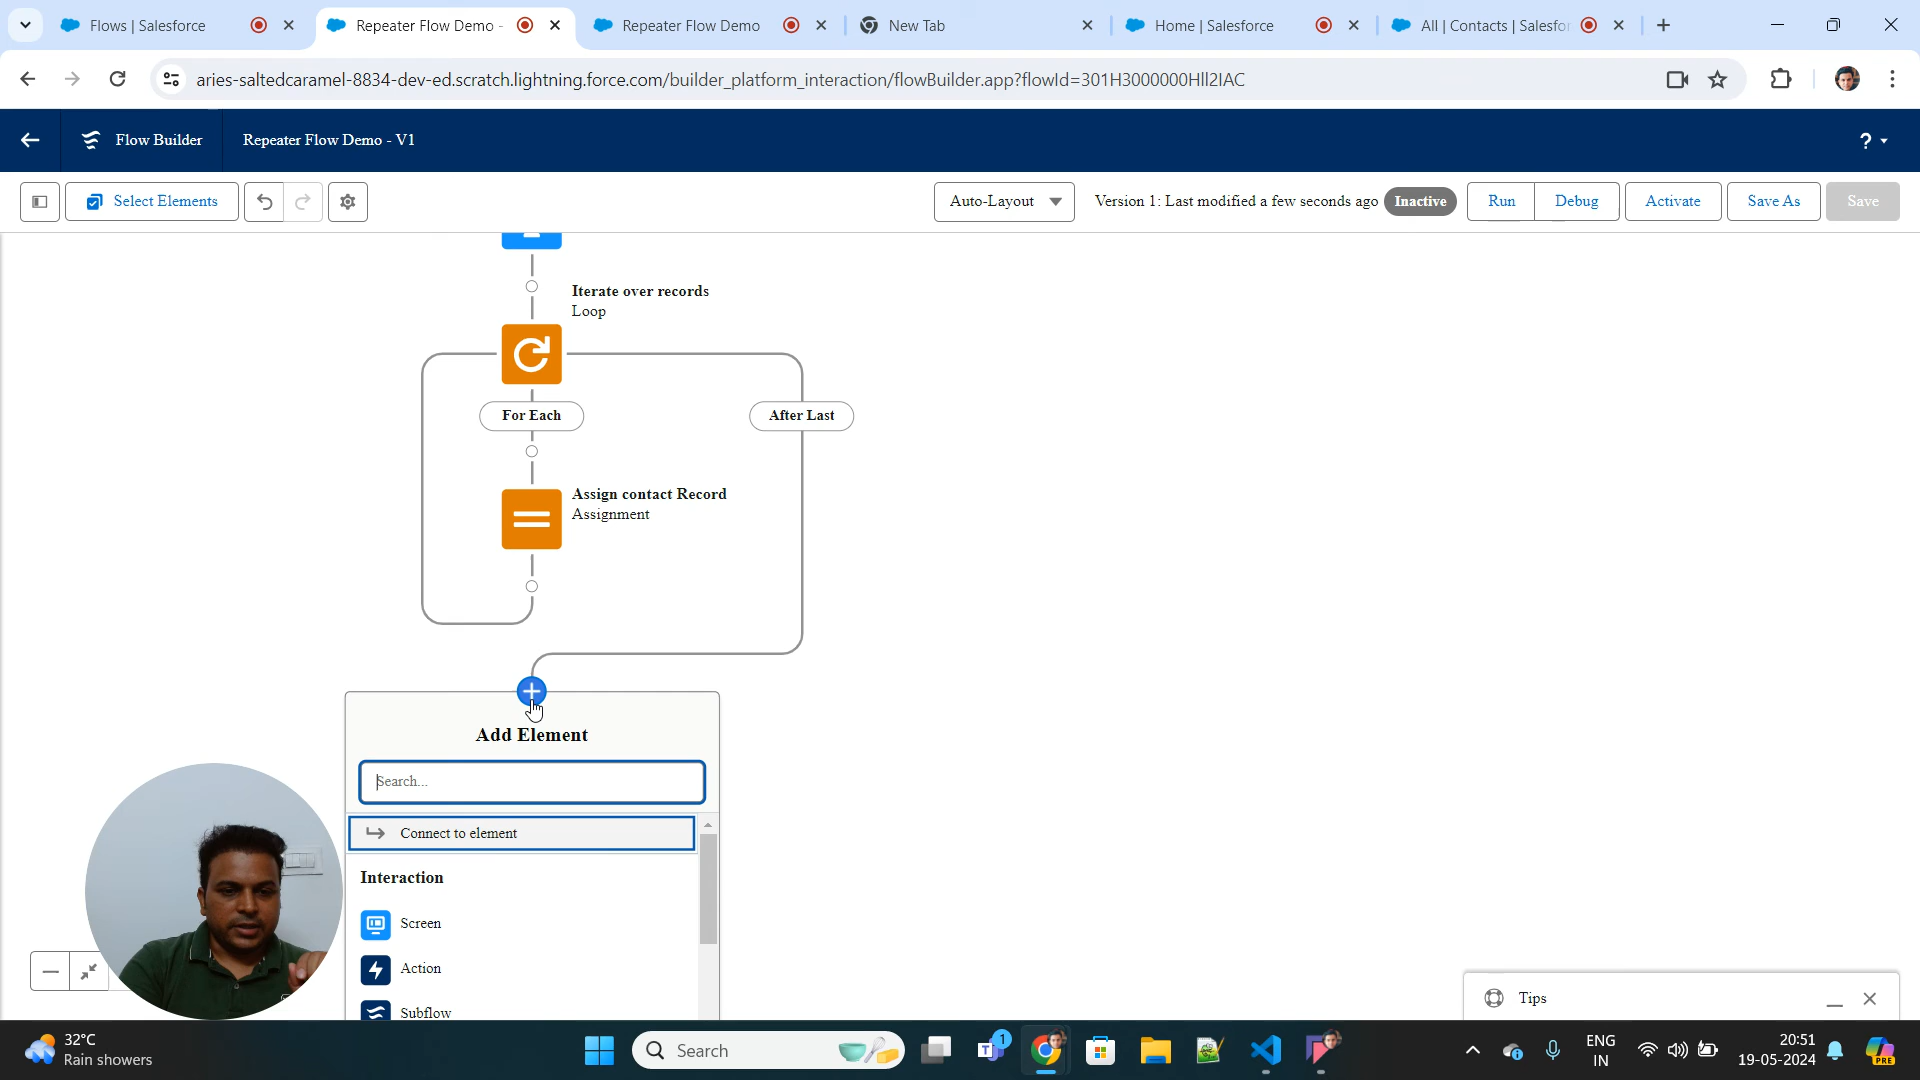 Flows | Salesforce
Repeater Flow Demo -
Repeater Flow Demo
New Tab
Home | Salesforce
All | Contacts | Salesfor
aries-saltedcaramel-8834-dev-ed.scratch.lightning.force.com/builder_platform_interaction/flowBuilder.app?flowId=301H3000000Hll2IAC
Flow Builder
Repeater Flow Demo - V1
?
Select Elements
Auto-Layout
Version 1: Last modified a few seconds ago
Inactive
Run
Debug
Activate
Save As
Save
Iterate over records
Loop
For Each
After Last
Assign contact Record
Assignment
Add Element
Search...
Connect to element
Interaction
Screen
Action
Subflow
Tips
32°C
Rain showers
Search
1
ENG
IN
20:51
19-05-2024
PRE